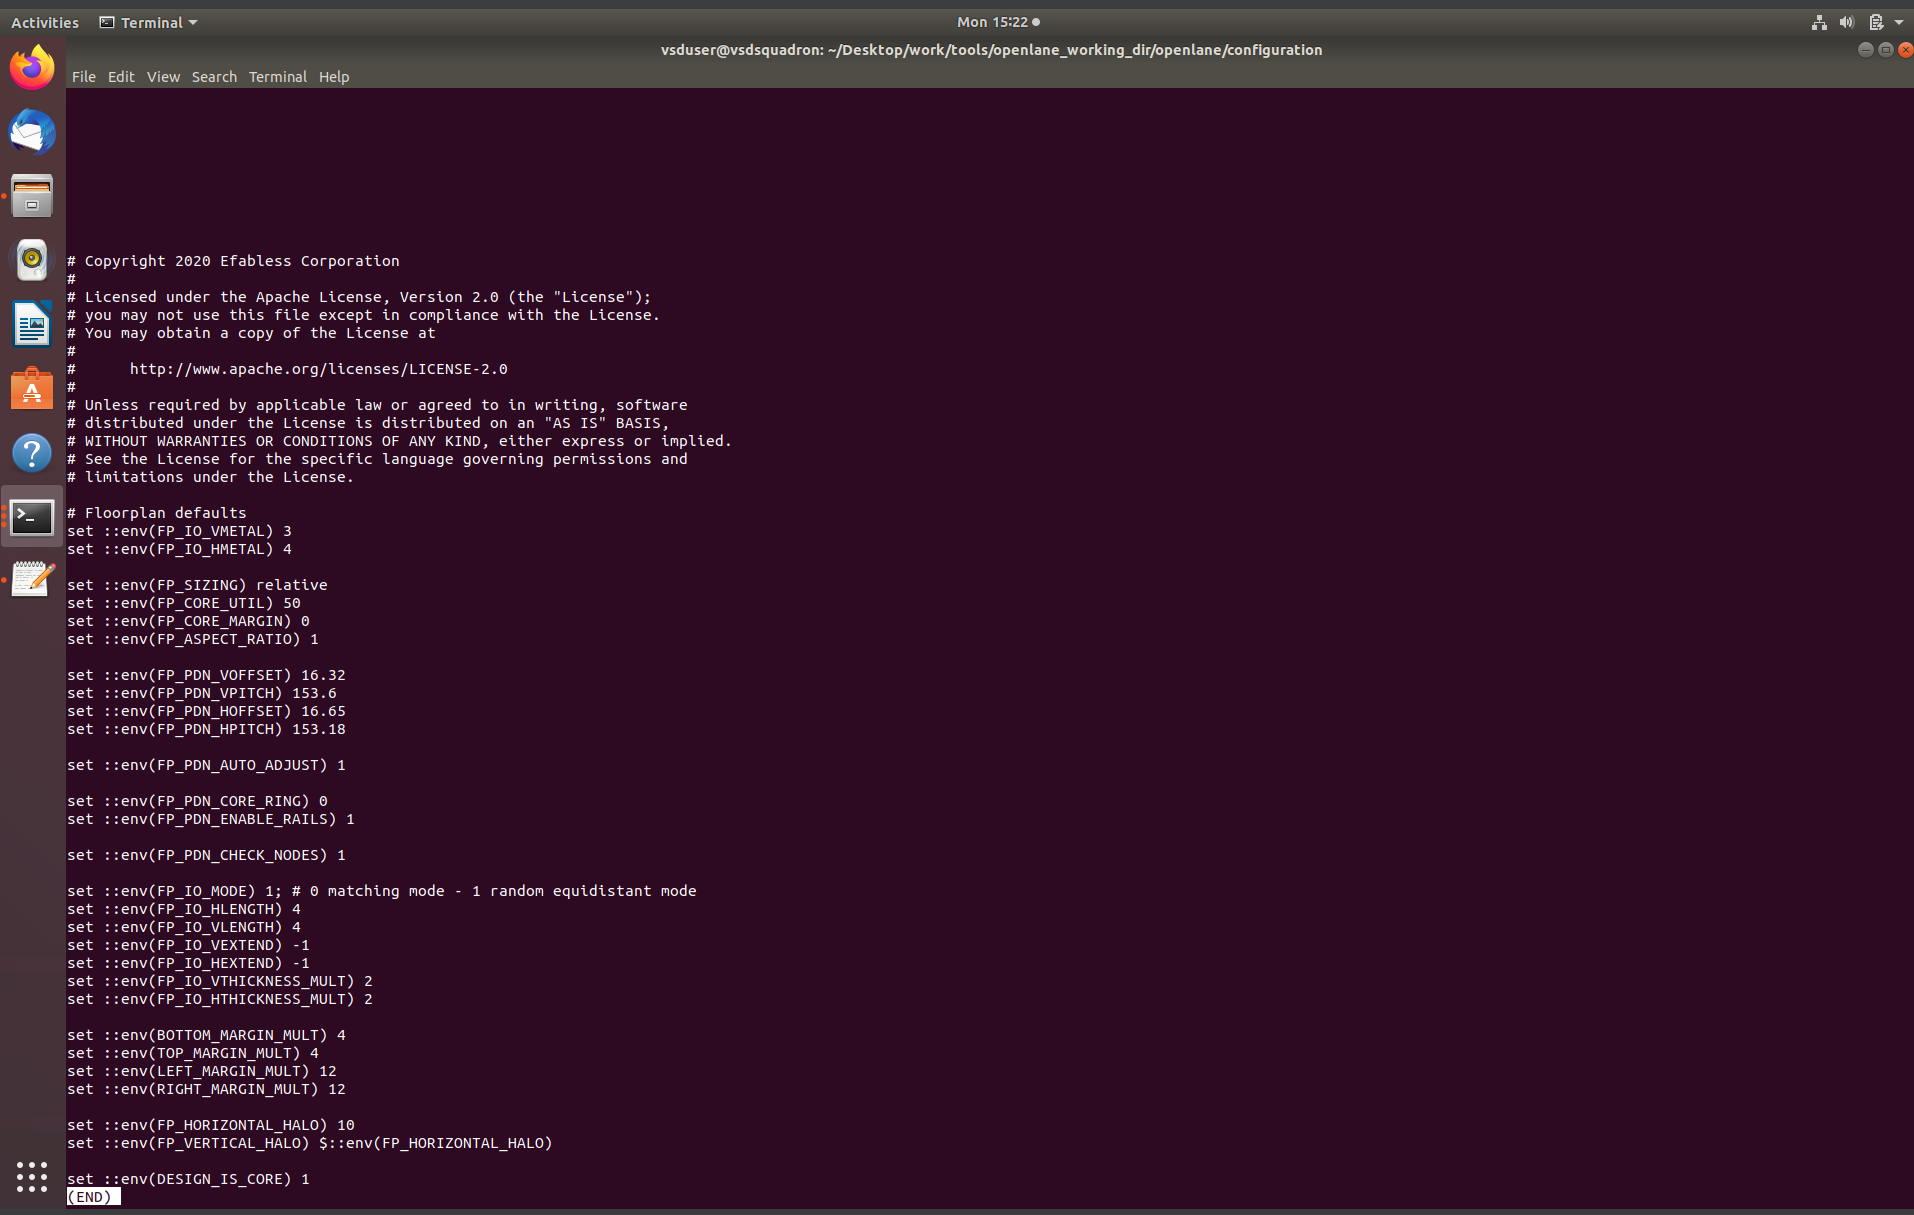 Activities Terminal Mon 15:22
vsduser@vsdsquadron: ~/Desktop/work/tools/openlane_working_dir/openlane/configuration
File Edit View Search Terminal Help
# Copyright 2020 Efabless Corporation
#
# Licensed under the Apache License, Version 2.0 (the "License");
# you may not use this file except in compliance with the License.
# You may obtain a copy of the License at
#
#      http://www.apache.org/licenses/LICENSE-2.0
#
# Unless required by applicable law or agreed to in writing, software
# distributed under the License is distributed on an "AS IS" BASIS,
# WITHOUT WARRANTIES OR CONDITIONS OF ANY KIND, either express or implied.
# See the License for the specific language governing permissions and
# limitations under the License.
# Floorplan defaults
set ::env(FP_IO_VMETAL) 3
set ::env(FP_IO_HMETAL) 4
set ::env(FP_SIZING) relative
set ::env(FP_CORE_UTIL) 50
set ::env(FP_CORE_MARGIN) 0
set ::env(FP_ASPECT_RATIO) 1
set ::env(FP_PDN_VOFFSET) 16.32
set ::env(FP_PDN_VPITCH) 153.6
set ::env(FP_PDN_HOFFSET) 16.65
set ::env(FP_PDN_HPITCH) 153.18
set ::env(FP_PDN_AUTO_ADJUST) 1
set ::env(FP_PDN_CORE_RING) 0
set ::env(FP_PDN_ENABLE_RAILS) 1
set ::env(FP_PDN_CHECK_NODES) 1
set ::env(FP_IO_MODE) 1; # 0 matching mode - 1 random equidistant mode
set ::env(FP_IO_HLENGTH) 4
set ::env(FP_IO_VLENGTH) 4
set ::env(FP_IO_VEXTEND) -1
set ::env(FP_IO_HEXTEND) -1
set ::env(FP_IO_VTHICKNESS_MULT) 2
set ::env(FP_IO_HTHICKNESS_MULT) 2
set ::env(BOTTOM_MARGIN_MULT) 4
set ::env(TOP_MARGIN_MULT) 4
set ::env(LEFT_MARGIN_MULT) 12
set ::env(RIGHT_MARGIN_MULT) 12
set ::env(FP_HORIZONTAL_HALO) 10
set ::env(FP_VERTICAL_HALO) $::env(FP_HORIZONTAL_HALO)
set ::env(DESIGN_IS_CORE) 1
(END)